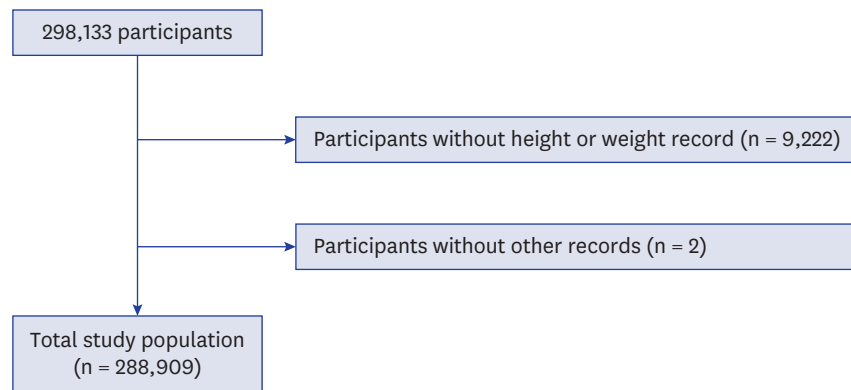 298,133 participants
Participants without height or weight record (n = 9,222)
Participants without other records (n = 2)
Total study population
(n = 288,909)